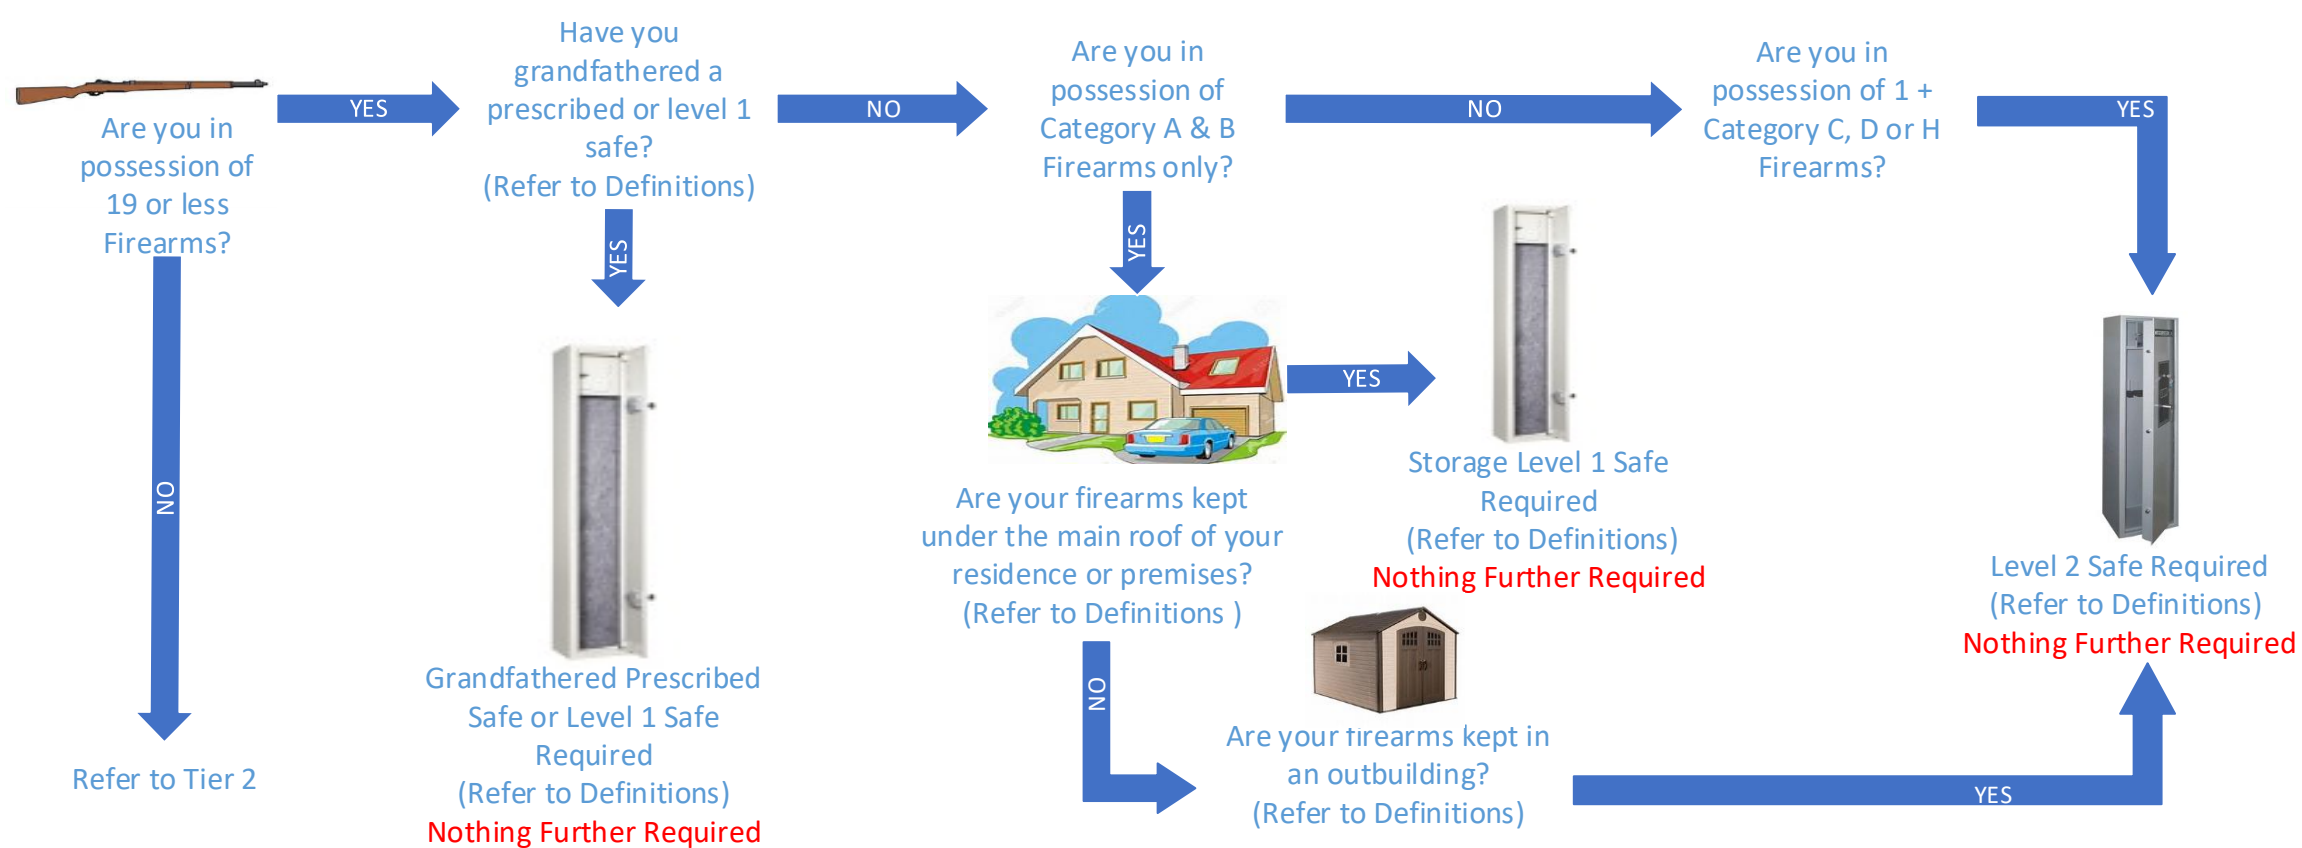 Are you in
possession of
19 or less
Firearms?
YES
NO
Refer to Tier 2
Have you
grandfathered a
prescribed or level 1
safe?
(Refer to Definitions)
NO
YES
Grandfathered Prescribed
Safe or Level 1 Safe
Required
(Refer to Definitions)
Nothing Further Required
Are you in
possession of
Category A & B
Firearms only?
NO
YES
Are your firearms kept
under the main roof of your
residence or premises?
(Refer to Definitions )
YES
NO
Storage Level 1 Safe
Required
(Refer to Definitions)
Nothing Further Required
Are your firearms kept in
an outbuilding?
(Refer to Definitions)
YES
Are you in
possession of 1 +
Category C, D or H
Firearms?
YES
Level 2 Safe Required
(Refer to Definitions)
Nothing Further Required